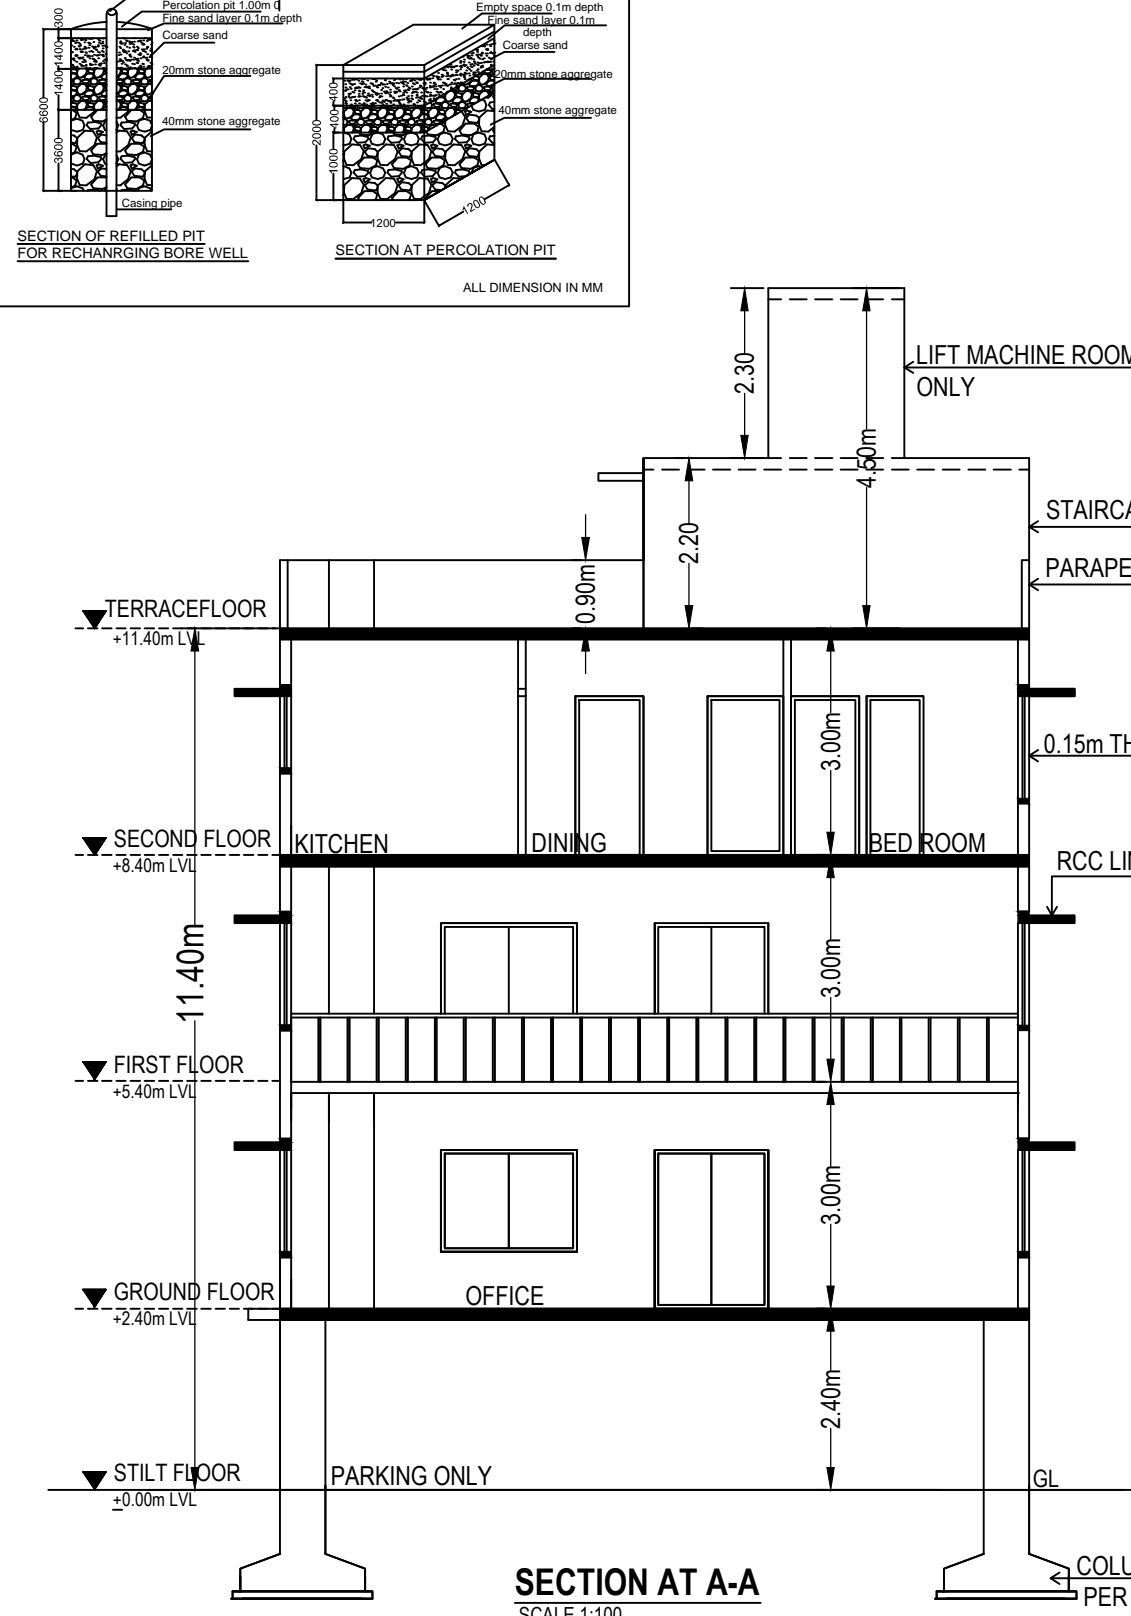 Percolation pit 1.00m
Fine sand layer 0.1m depth
Coarse sand
20mm stone aggregate
40mm stone aggregate
Casing pipe
300
1400
1400
3600
6600
SECTION OF REFILLED PIT
FOR RECHANRGING BORE WELL
Empty space 0.1m depth
Fine sand layer 0.1m
depth
Coarse sand
20mm stone aggregate
40mm stone aggregate
400
400
1000
2000
1200
1200
SECTION AT PERCOLATION PIT
ALL DIMENSION IN MM
LIFT MACHINE ROOM
ONLY
2.30
4.50m
STAIRCA
2.20
PARAPE
0.90m
TERRACEFLOOR
+11.40m LVL
3.00m
0.15m TH
SECOND FLOOR
+8.40m LVL
KITCHEN
DINING
BED ROOM
RCC LIN
11.40m
3.00m
FIRST FLOOR
+5.40m LVL
3.00m
GROUND FLOOR
+2.40m LVL
OFFICE
2.40m
STILT FLOOR
+0.00m LVL
PARKING ONLY
GL
SECTION AT A-A
SCALE 1:100
COLU
PER